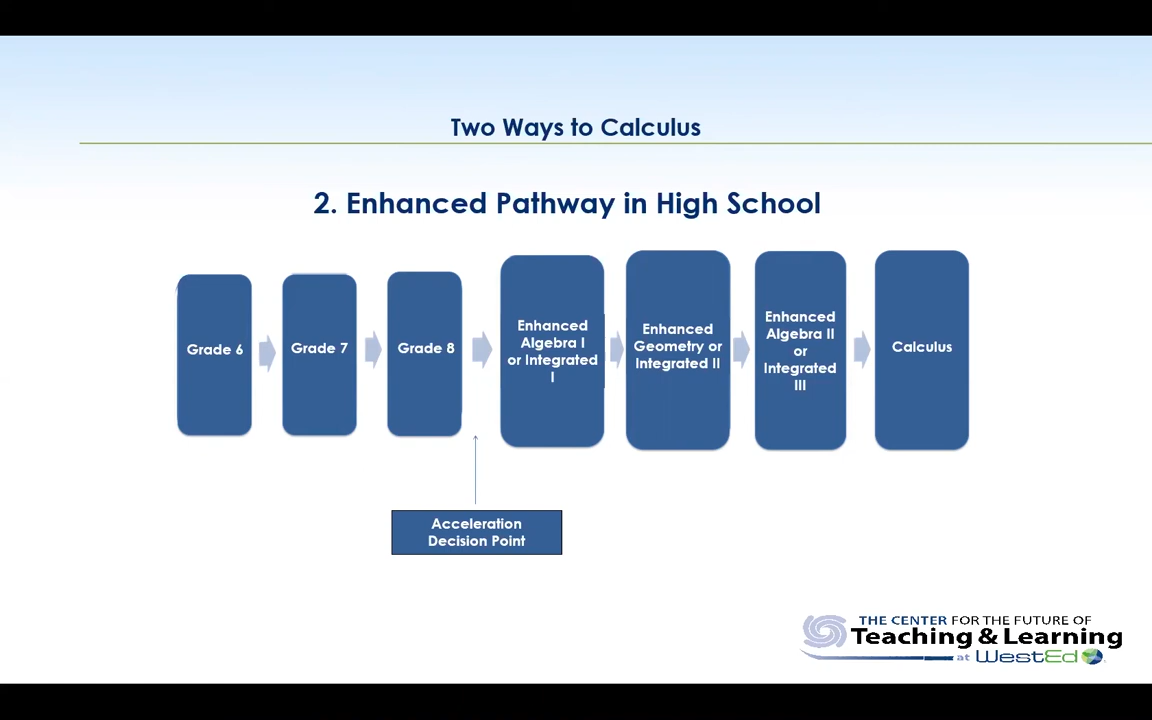 Two Ways to Calculus
2. Enhanced Pathway in High School
Grade 6
Grade 7
Grade 8
Enhanced
Algebra I
or Integrated
I
Enhanced
Geometry or
Integrated II
Enhanced
Algebra II
or
Integrated
III
Calculus
Acceleration
Decision Point
THE CENTER FOR THE FUTURE OF
Teaching & Learning
at WestEd